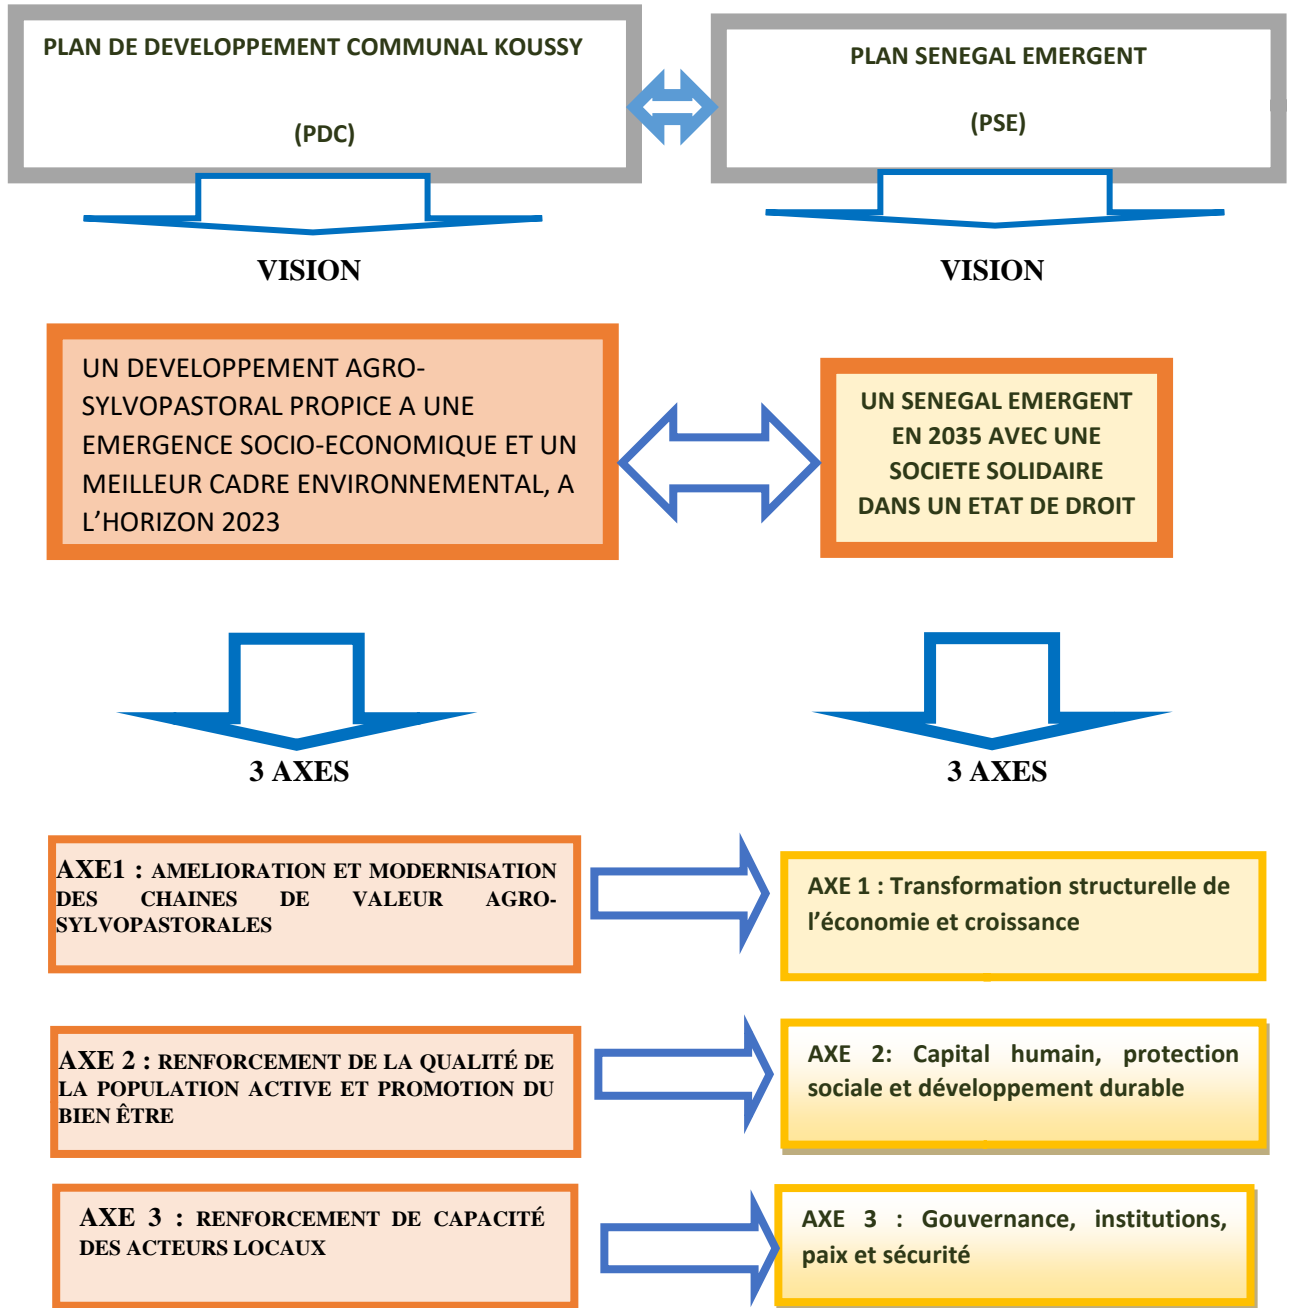 PLAN DE DEVELOPPEMENT COMMUNAL KOUSSY
(PDC)
PLAN SENEGAL EMERGENT
(PSE)
VISION
VISION
UN DEVELOPPEMENT AGRO-
SYLVOPASTORAL PROPICE A UNE
EMERGENCE SOCIO-ECONOMIQUE ET UN
MEILLEUR CADRE ENVIRONNEMENTAL, A
L’HORIZON 2023
UN SENEGAL EMERGENT
EN 2035 AVEC UNE
SOCIETE SOLIDAIRE
DANS UN ETAT DE DROIT
3 AXES
3 AXES
AXE1 : AMELIORATION ET MODERNISATION
DES CHAINES DE VALEUR AGRO-
SYLVOPASTORALES
AXE 1 : Transformation structurelle de
l’économie et croissance
AXE 2 : RENFORCEMENT DE LA QUALITÉ DE
LA POPULATION ACTIVE ET PROMOTION DU
BIEN ÊTRE
AXE 2: Capital humain, protection
sociale et développement durable
AXE 3 : RENFORCEMENT DE CAPACITÉ
DES ACTEURS LOCAUX
AXE 3 : Gouvernance, institutions,
paix et sécurité